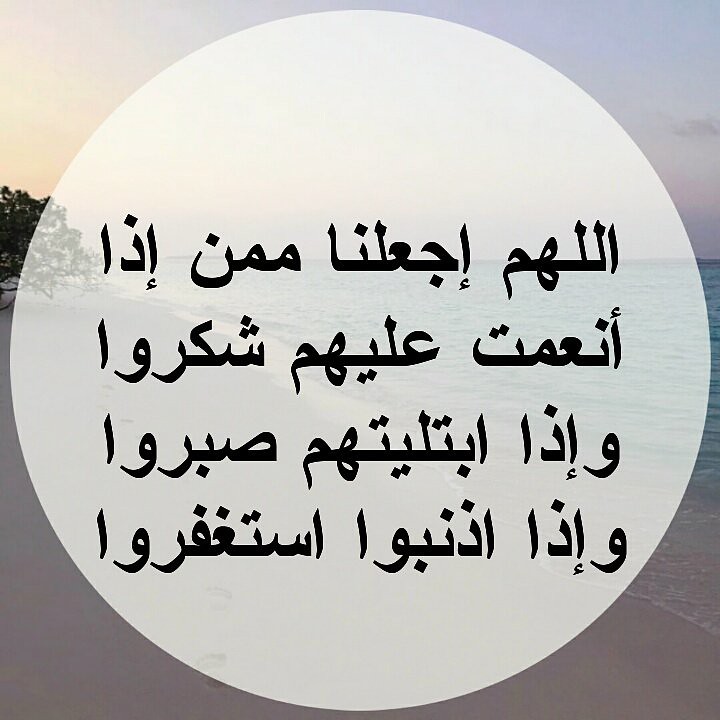 اللهم إجعلنا ممن إذا
أنعمت عليهم شكروا
وإذا ابتليتهم صبروا
وإذا اذنبوا استغفروا